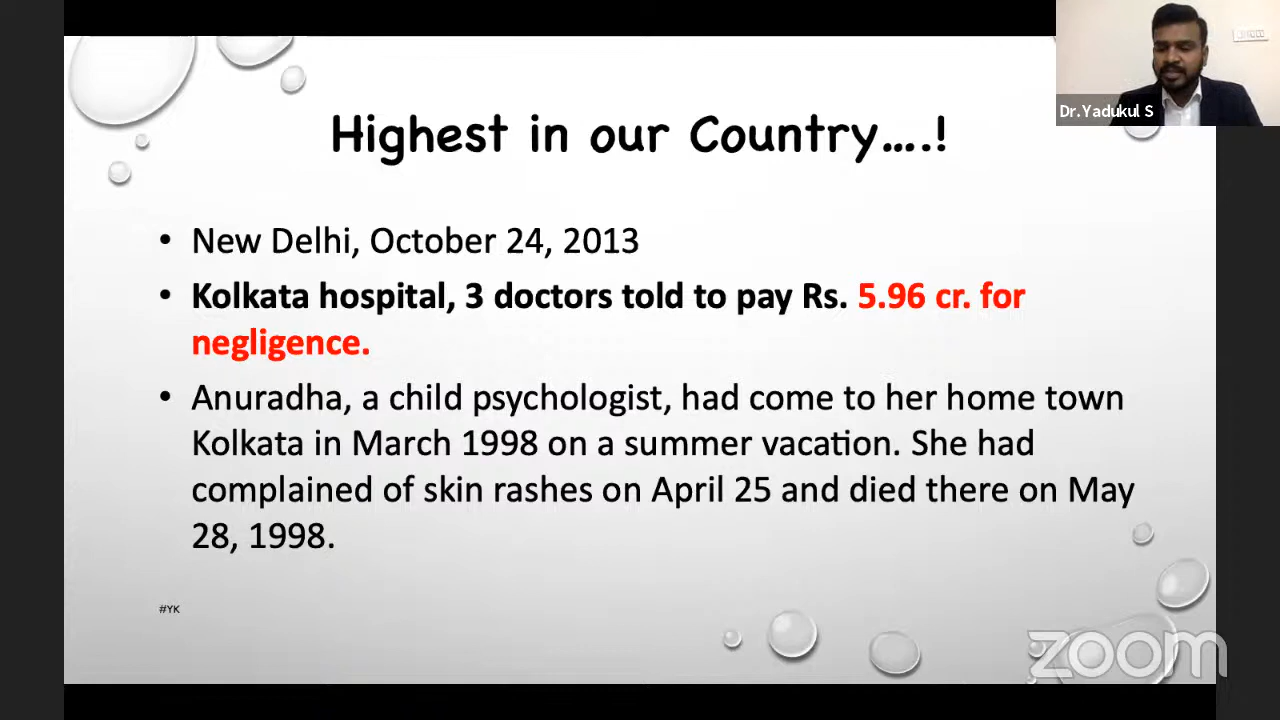 Dr.Yadukul S
Highest in our Country….!
• New Delhi, October 24, 2013
• Kolkata hospital, 3 doctors told to pay Rs. 5.96 cr. for
negligence.
• Anuradha, a child psychologist, had come to her home town
Kolkata in March 1998 on a summer vacation. She had
complained of skin rashes on April 25 and died there on May
28, 1998.
#YK
zoom